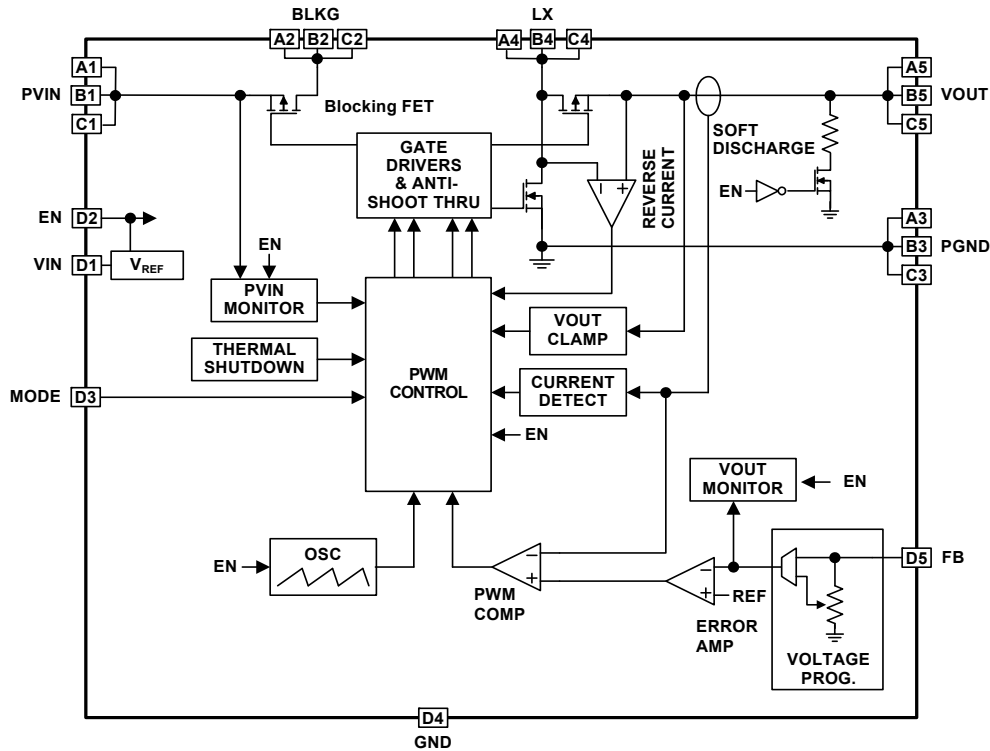 BLKG
LX
A2 B2 C2
A4 B4 C4
A1
A5
PVIN B1
B5 VOUT
Blocking FET
C1
C5
SOFT
DISCHARGE
GATE
DRIVERS
& ANTI-
SHOOT THRU
REVERSE
CURRENT
EN
EN D2
A3
B3 PGND
C3
VIN D1
VREF
EN
PVIN
MONITOR
VOUT
CLAMP
THERMAL
SHUTDOWN
PWM
CONTROL
CURRENT
DETECT
MODE D3
EN
VOUT
MONITOR
EN
EN
OSC
−
+
PWM
COMP
−
+
REF
ERROR
AMP
D5 FB
VOLTAGE
PROG.
D4
GND